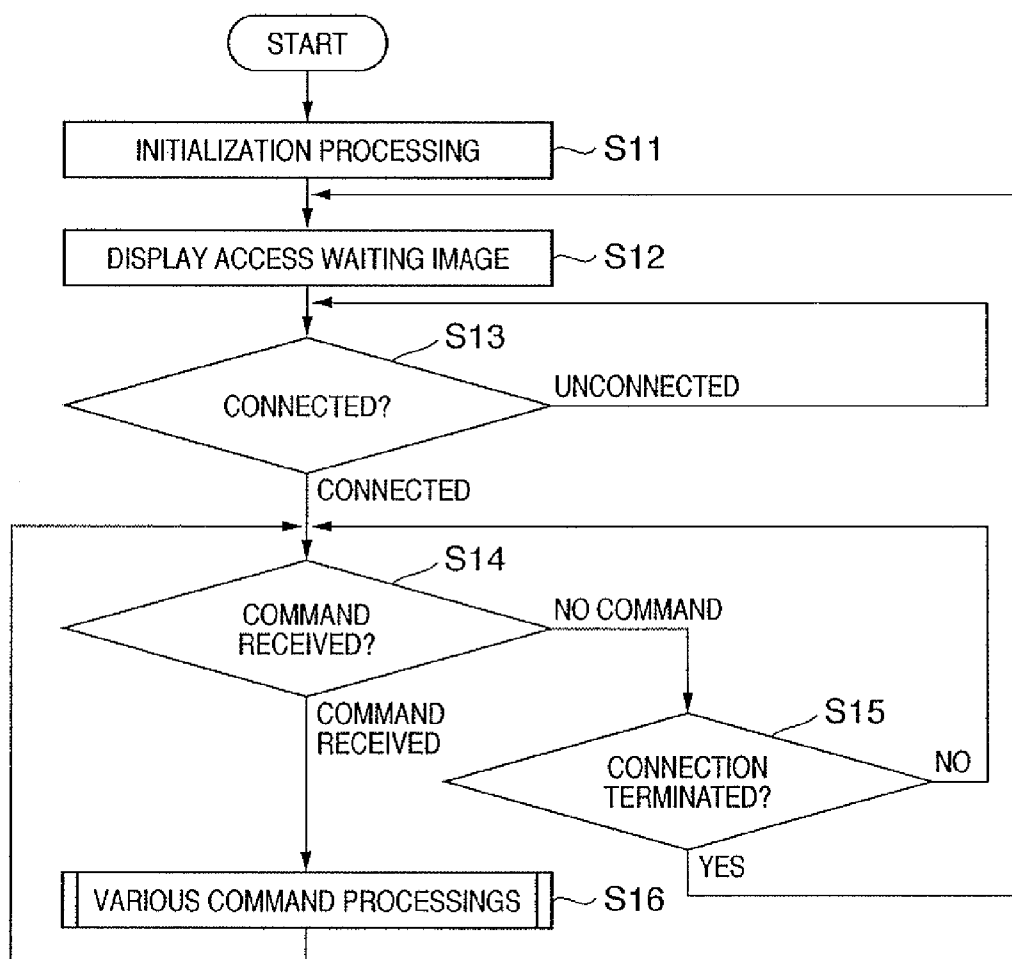 START
INITIALIZATION PROCESSING
S11
DISPLAY ACCESS WAITING IMAGE
S12
S13
CONNECTED?
UNCONNECTED
CONNECTED
S14
COMMAND
RECEIVED?
NO COMMAND
COMMAND
RECEIVED
S15
CONNECTION
TERMINATED?
NO
YES
VARIOUS COMMAND PROCESSINGS
S16